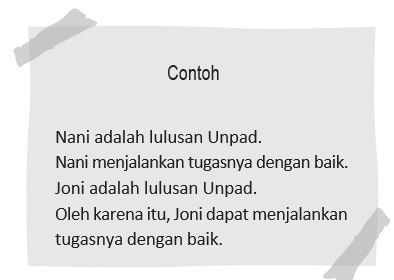 Contoh
Nani adalah lulusan Unpad.
Nani menjalankan tugasnya dengan baik.
Joni adalah lulusan Unpad.
Oleh karena itu, Joni dapat menjalankan
tugasnya dengan baik.